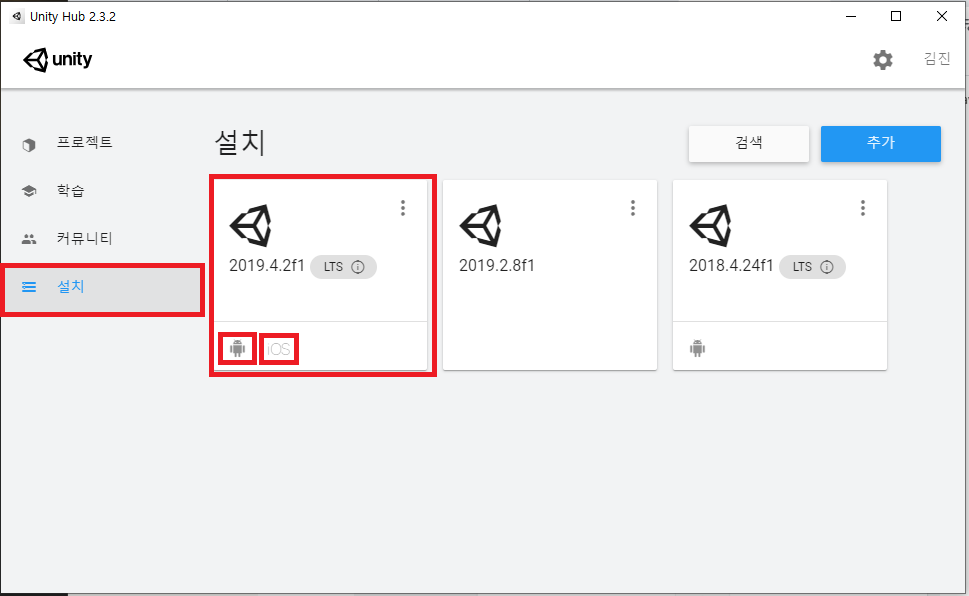 Unity Hub 2.3.2
unity
김진
프로젝트
학습
커뮤니티
설치
설치
검색
추가
2019.4.2f1 LTS
iOS
2019.2.8f1
2018.4.24f1 LTS